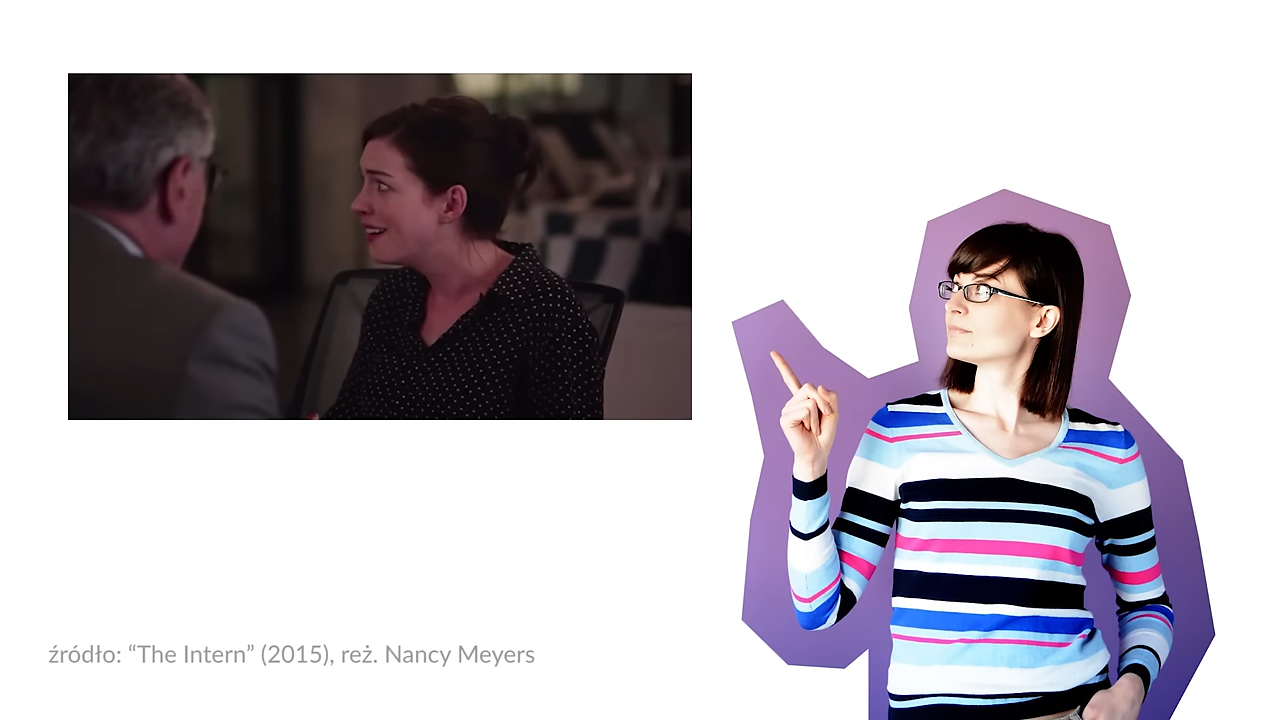 źródło: “The Intern” (2015), reż. Nancy Meyers